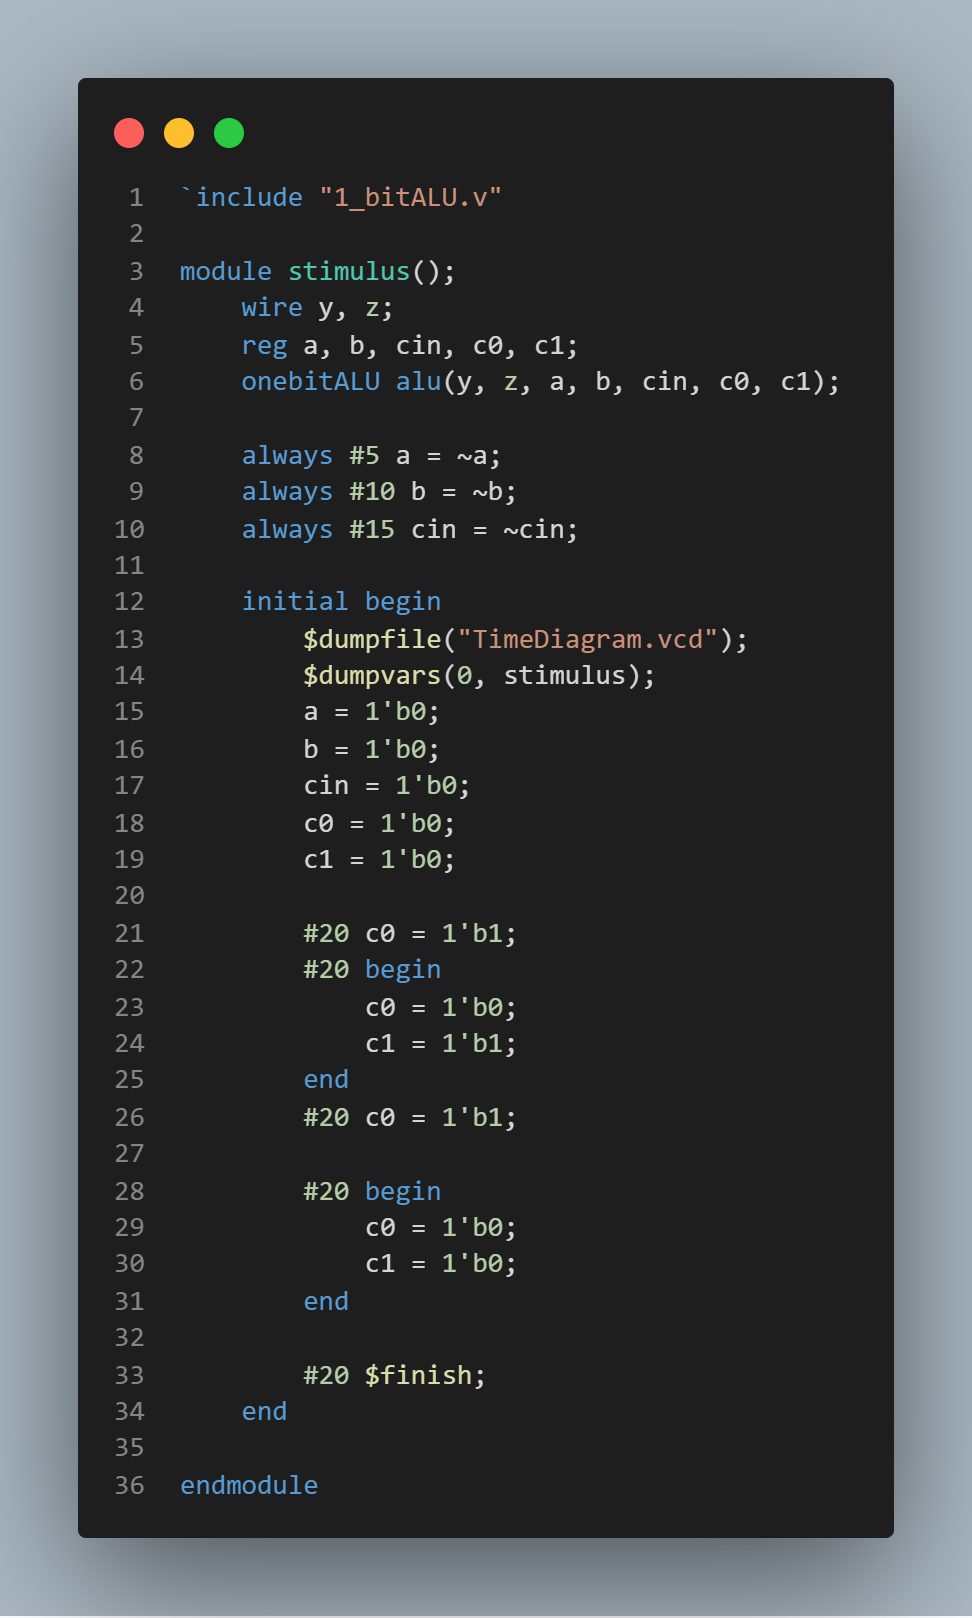 1 `include "1_bitALU.v"
2
3 module stimulus();
4     wire y, z;
5     reg a, b, cin, c0, c1;
6     onebitALU alu(y, z, a, b, cin, c0, c1);
7
8     always #5 a = ~a;
9     always #10 b = ~b;
10     always #15 cin = ~cin;
11
12     initial begin
13         $dumpfile("TimeDiagram.vcd");
14         $dumpvars(0, stimulus);
15         a = 1'b0;
16         b = 1'b0;
17         cin = 1'b0;
18         c0 = 1'b0;
19         c1 = 1'b0;
20
21         #20 c0 = 1'b1;
22         #20 begin
23             c0 = 1'b0;
24             c1 = 1'b1;
25         end
26         #20 c0 = 1'b1;
27
28         #20 begin
29             c0 = 1'b0;
30             c1 = 1'b0;
31         end
32
33         #20 $finish;
34     end
35
36 endmodule